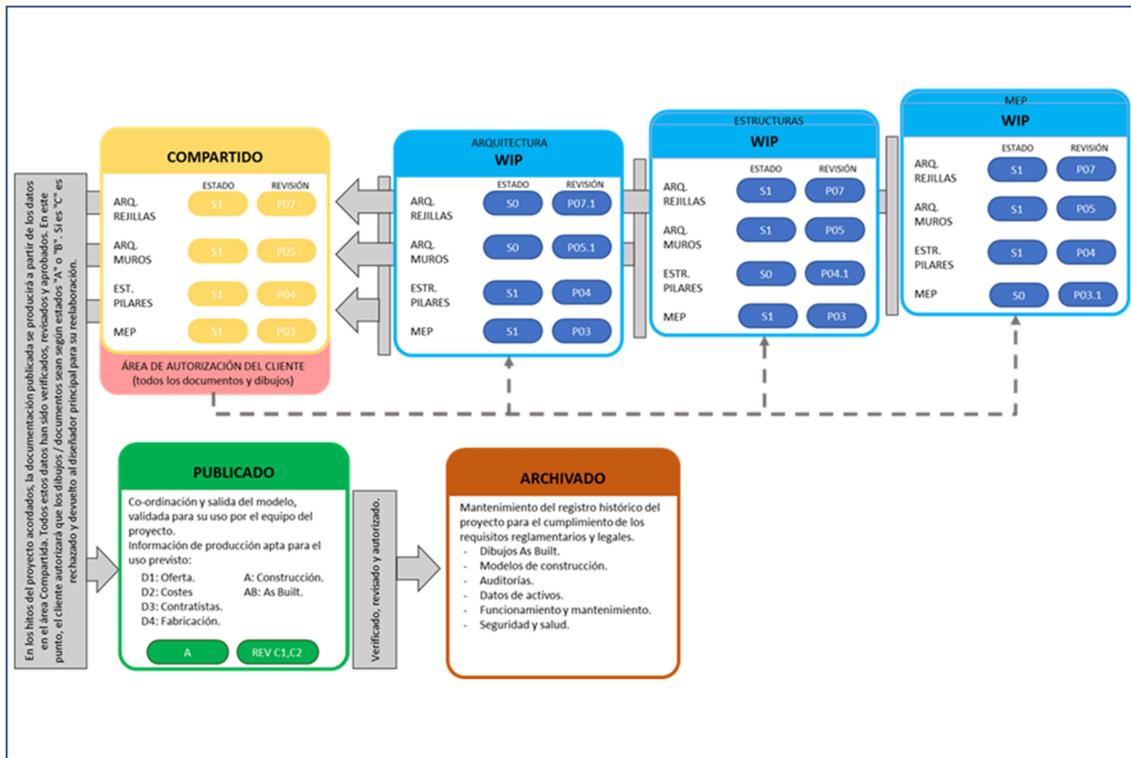 En los hitos del proyecto acordados, la documentación publicada se producirá a partir de los datos
en el área Compartida. Todos estos datos han sido verificados, revisados y aprobados. En este
punto, el cliente autorizará que los dibujos / documentos sean según estados "A" o "B". Si es "C" es
rechazado y devuelto al diseñador principal para su reelaboración.
COMPARTIDO
ESTADO REVISIÓN
ARQ. REJILLAS S1 P07
ARQ. MUROS S1 P05
EST. PILARES S1 P04
MEP S1 P03
ÁREA DE AUTORIZACIÓN DEL CLIENTE
(todos los documentos y dibujos)
ARQUITECTURA
WIP
ESTADO REVISIÓN
ARQ. REJILLAS S0 P07.1
ARQ. MUROS S0 P05.1
ESTR. PILARES S1 P04
MEP S1 P03
ESTRUCTURAS
WIP
ESTADO REVISIÓN
ARQ. REJILLAS S1 P07
ARQ. MUROS S1 P05
ESTR. PILARES S0 P04.1
MEP S1 P03
MEP
WIP
ESTADO REVISIÓN
ARQ. REJILLAS S1 P07
ARQ. MUROS S1 P05
ESTR. PILARES S1 P04
MEP S0 P03.1
PUBLICADO
Co-ordinación y salida del modelo,
validada para su uso por el equipo del
proyecto.
Información de producción apta para el
uso previsto:
D1: Oferta. A: Construcción.
D2: Costes AB: As Built.
D3: Contratistas.
D4: Fabricación.
A REV C1,C2
Verificado, revisado y autorizado.
ARCHIVADO
Mantenimiento del registro histórico del
proyecto para el cumplimiento de los
requisitos reglamentarios y legales.
- Dibujos As Built.
- Modelos de construcción.
- Auditorías.
- Datos de activos.
- Funcionamiento y mantenimiento.
- Seguridad y salud.